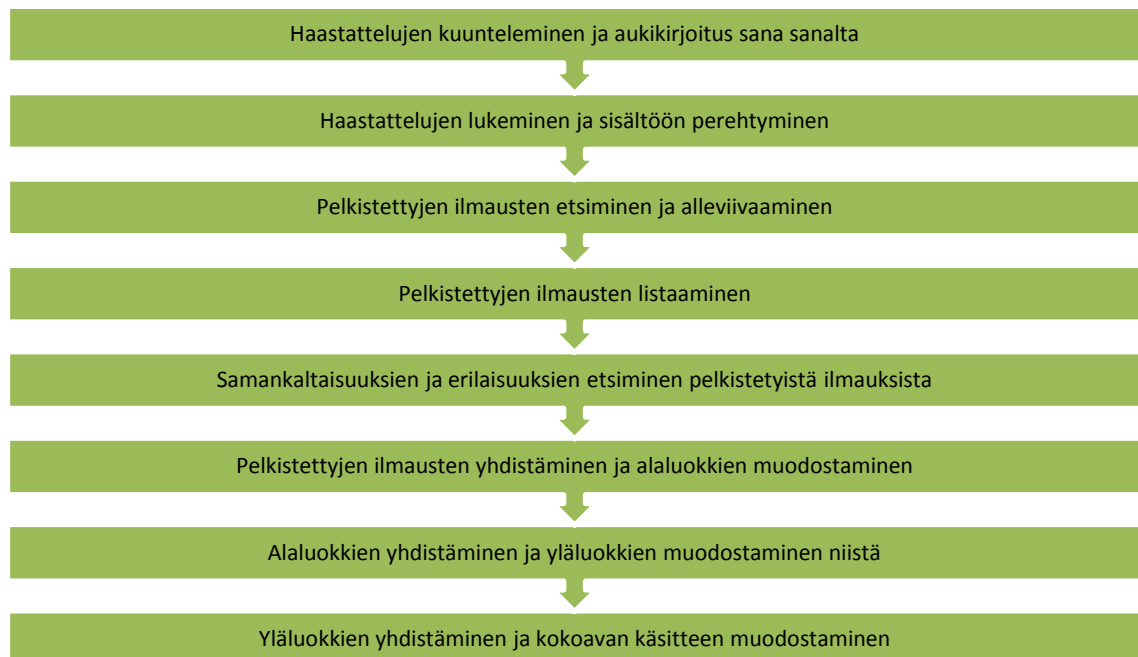 Haastattelujen kuunteleminen ja aukikirjoitus sana sanalta
Haastattelujen lukeminen ja sisältöön perehtyminen
Pelkistettyjen ilmausten etsiminen ja alleviivaaminen
Pelkistettyjen ilmausten listaaminen
Samankaltaisuuksien ja erilaisuuksien etsiminen pelkistetyistä ilmauksista
Pelkistettyjen ilmausten yhdistäminen ja alaluokkien muodostaminen
Alaluokkien yhdistäminen ja yläluokkien muodostaminen niistä
Yläluokkien yhdistäminen ja kokoavan käsitteen muodostaminen